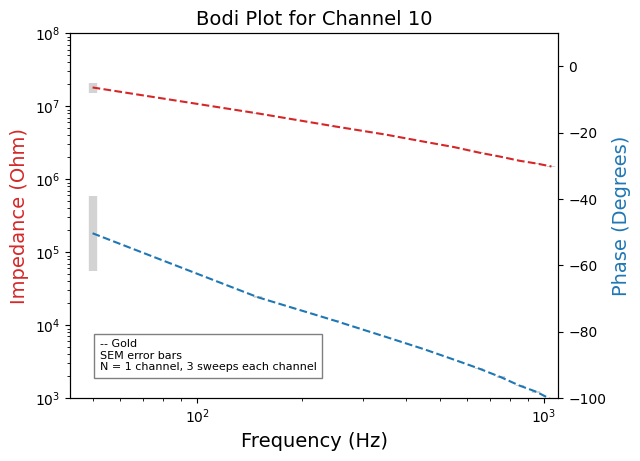 Bodi Plot for Channel 10
10^8
10^7
10^6
10^5
10^4
10^3
Impedance (Ohm)
0
−20
−40
−60
−80
−100
Phase (Degrees)
-- Gold
SEM error bars
N = 1 channel, 3 sweeps each channel
10^2
10^3
Frequency (Hz)